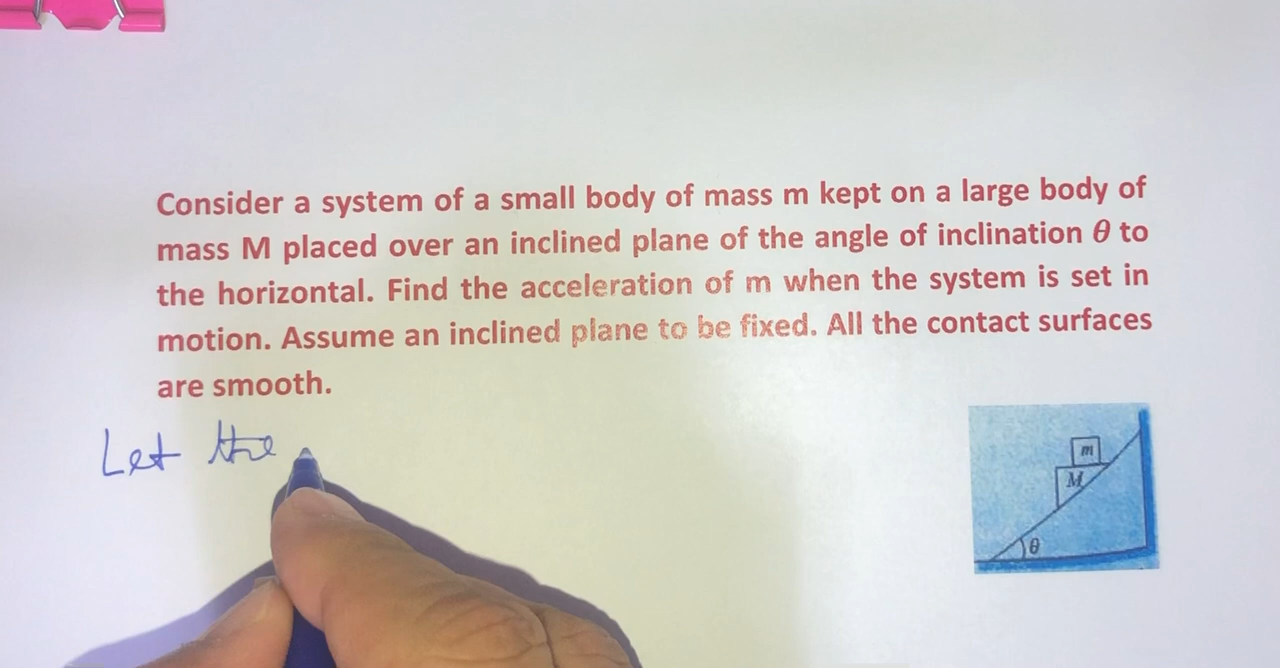 Consider a system of a small body of mass m kept on a large body of
mass M placed over an inclined plane of the angle of inclination θ to
the horizontal. Find the acceleration of m when the system is set in
motion. Assume an inclined plane to be fixed. All the contact surfaces
are smooth.
Let the
m
M
θ